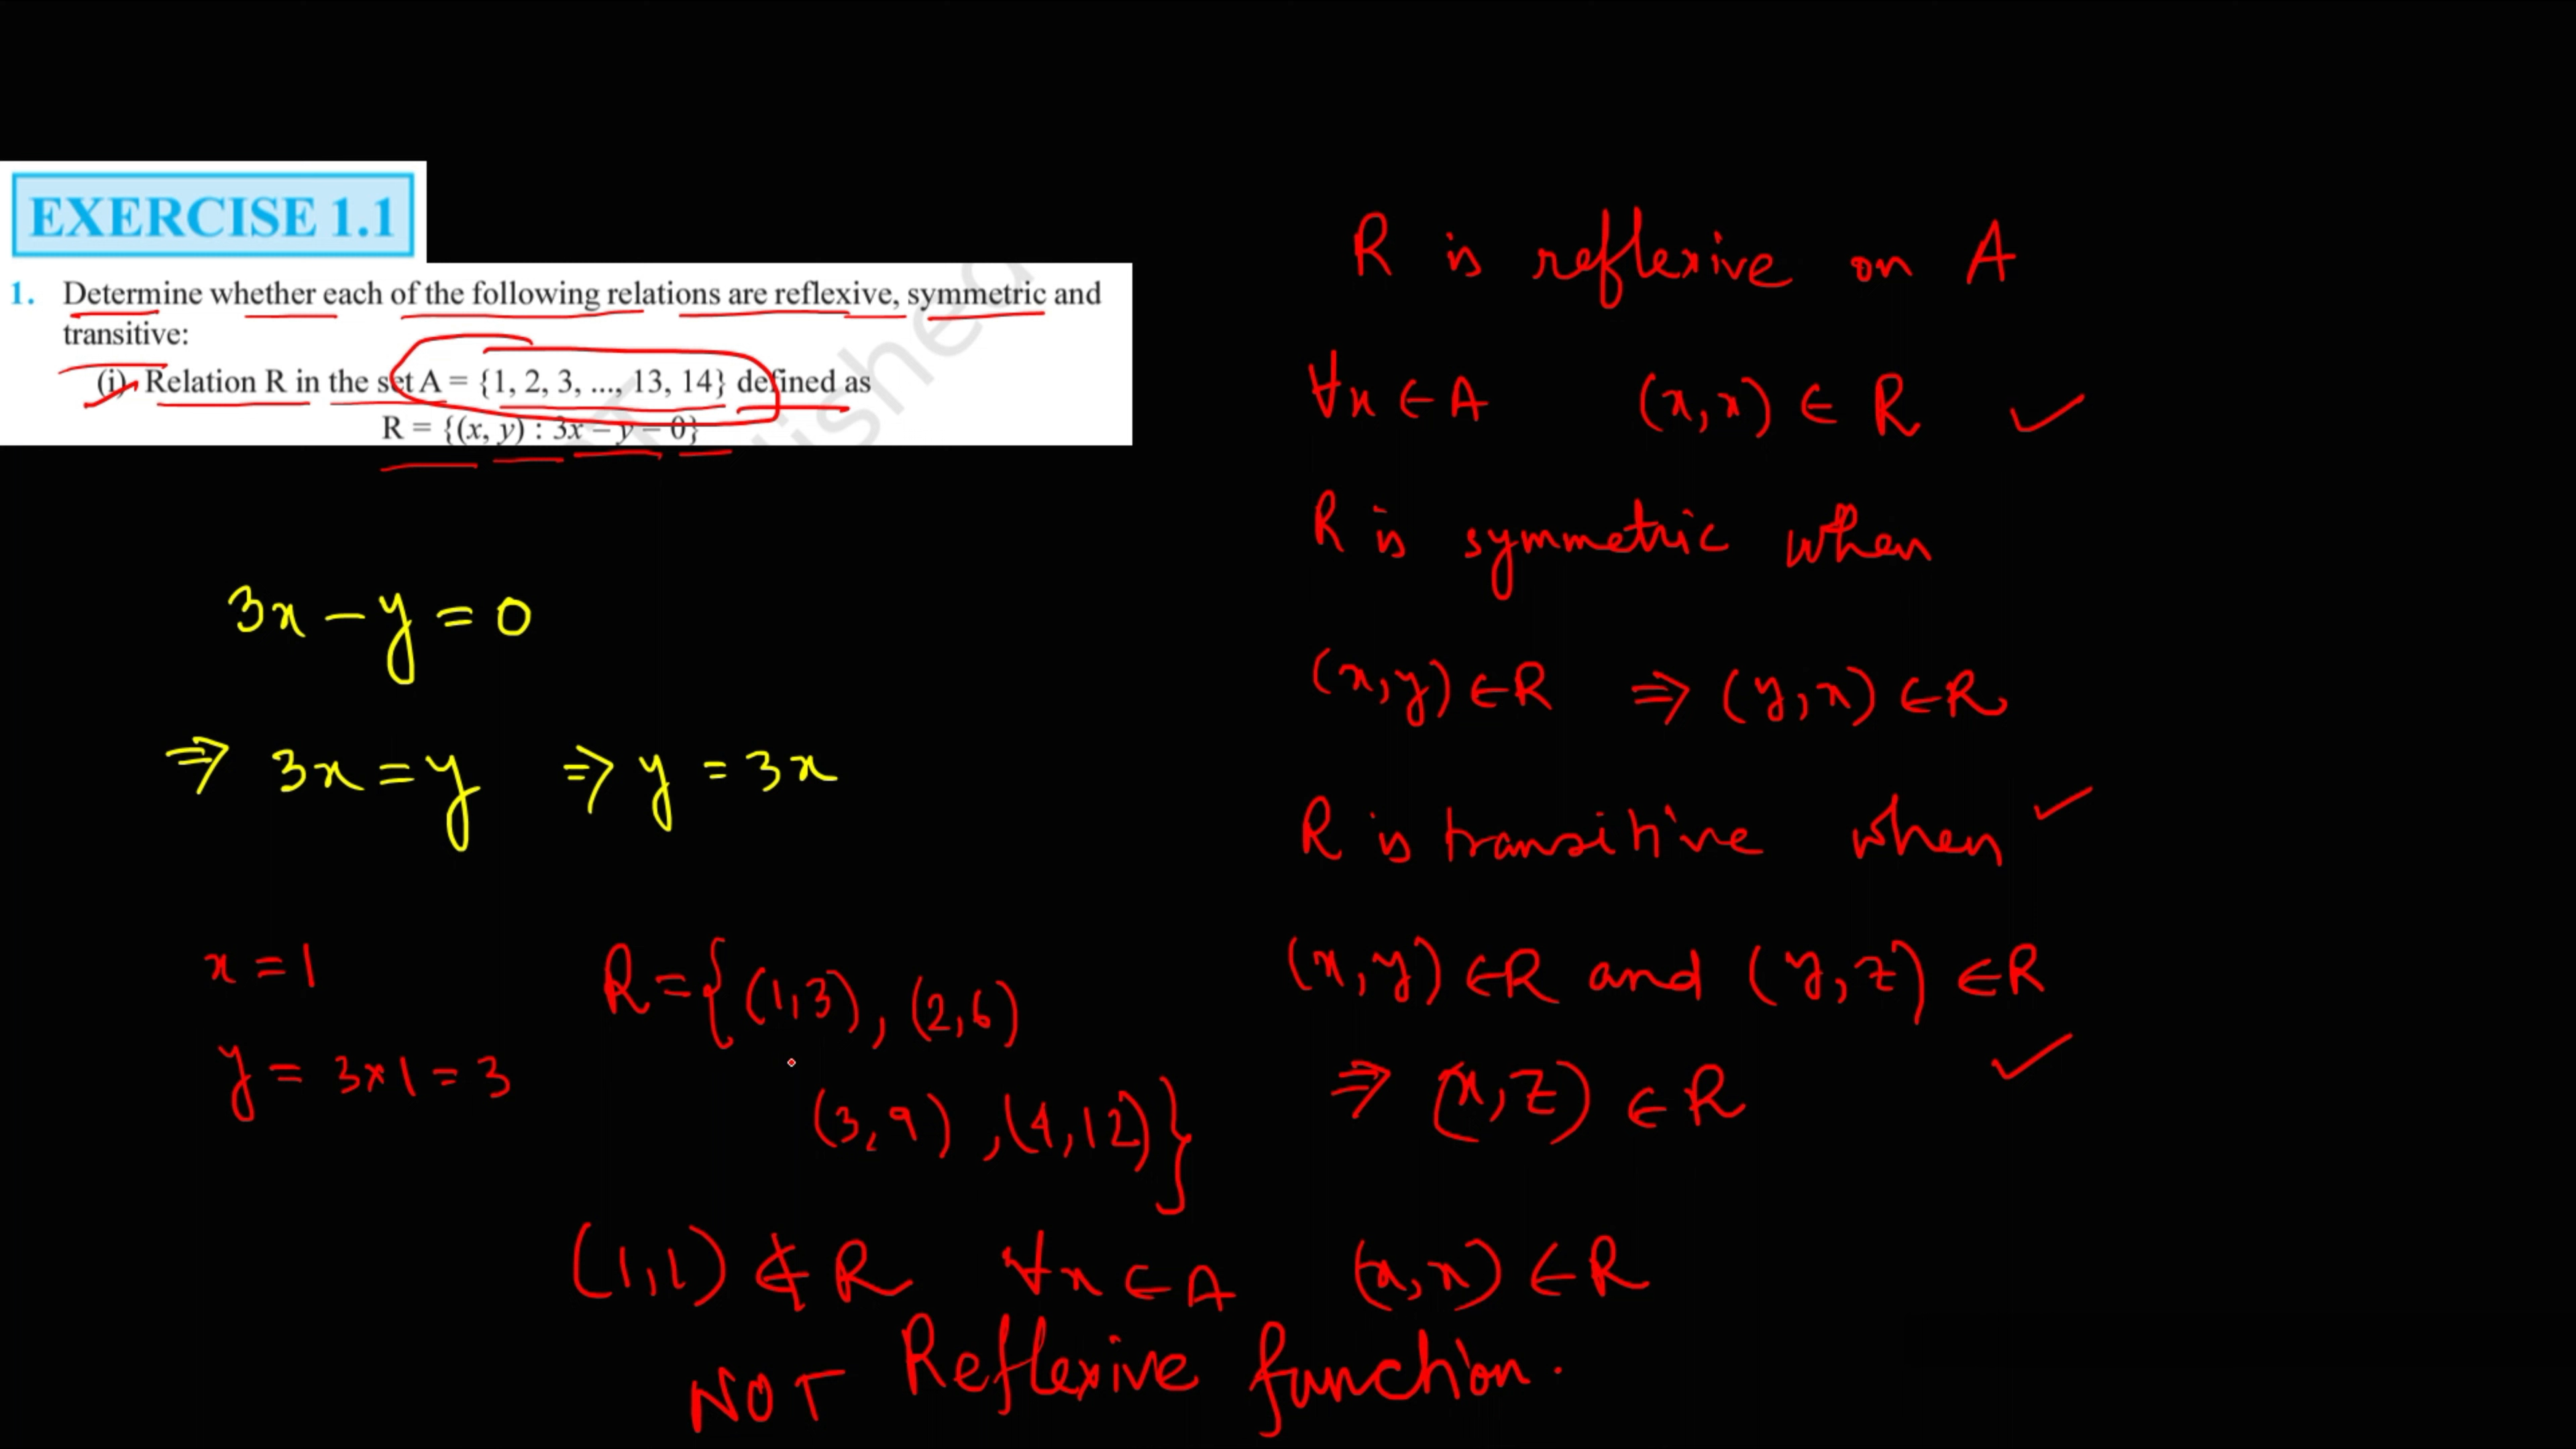 EXERCISE 1.1
1. Determine whether each of the following relations are reflexive, symmetric and
transitive:
(i) Relation R in the set A = {1, 2, 3, ..., 13, 14} defined as
R = {(x, y) : 3x – y = 0}
3x - y = 0
⇒ 3x = y ⇒ y = 3x
x = 1
y = 3×1 = 3
R = {(1,3), (2,6)
(3,9), (4,12)}
(1,1) ∉ R ∀x ∈ A (x,x) ∈ R
NOT Reflexive function.
R is reflexive on A
∀x ∈ A (x,x) ∈ R ✓
R is symmetric when
(x,y) ∈ R ⇒ (y,x) ∈ R
R is transitive when ✓
(x,y) ∈ R and (y,z) ∈ R
⇒ (x,z) ∈ R ✓